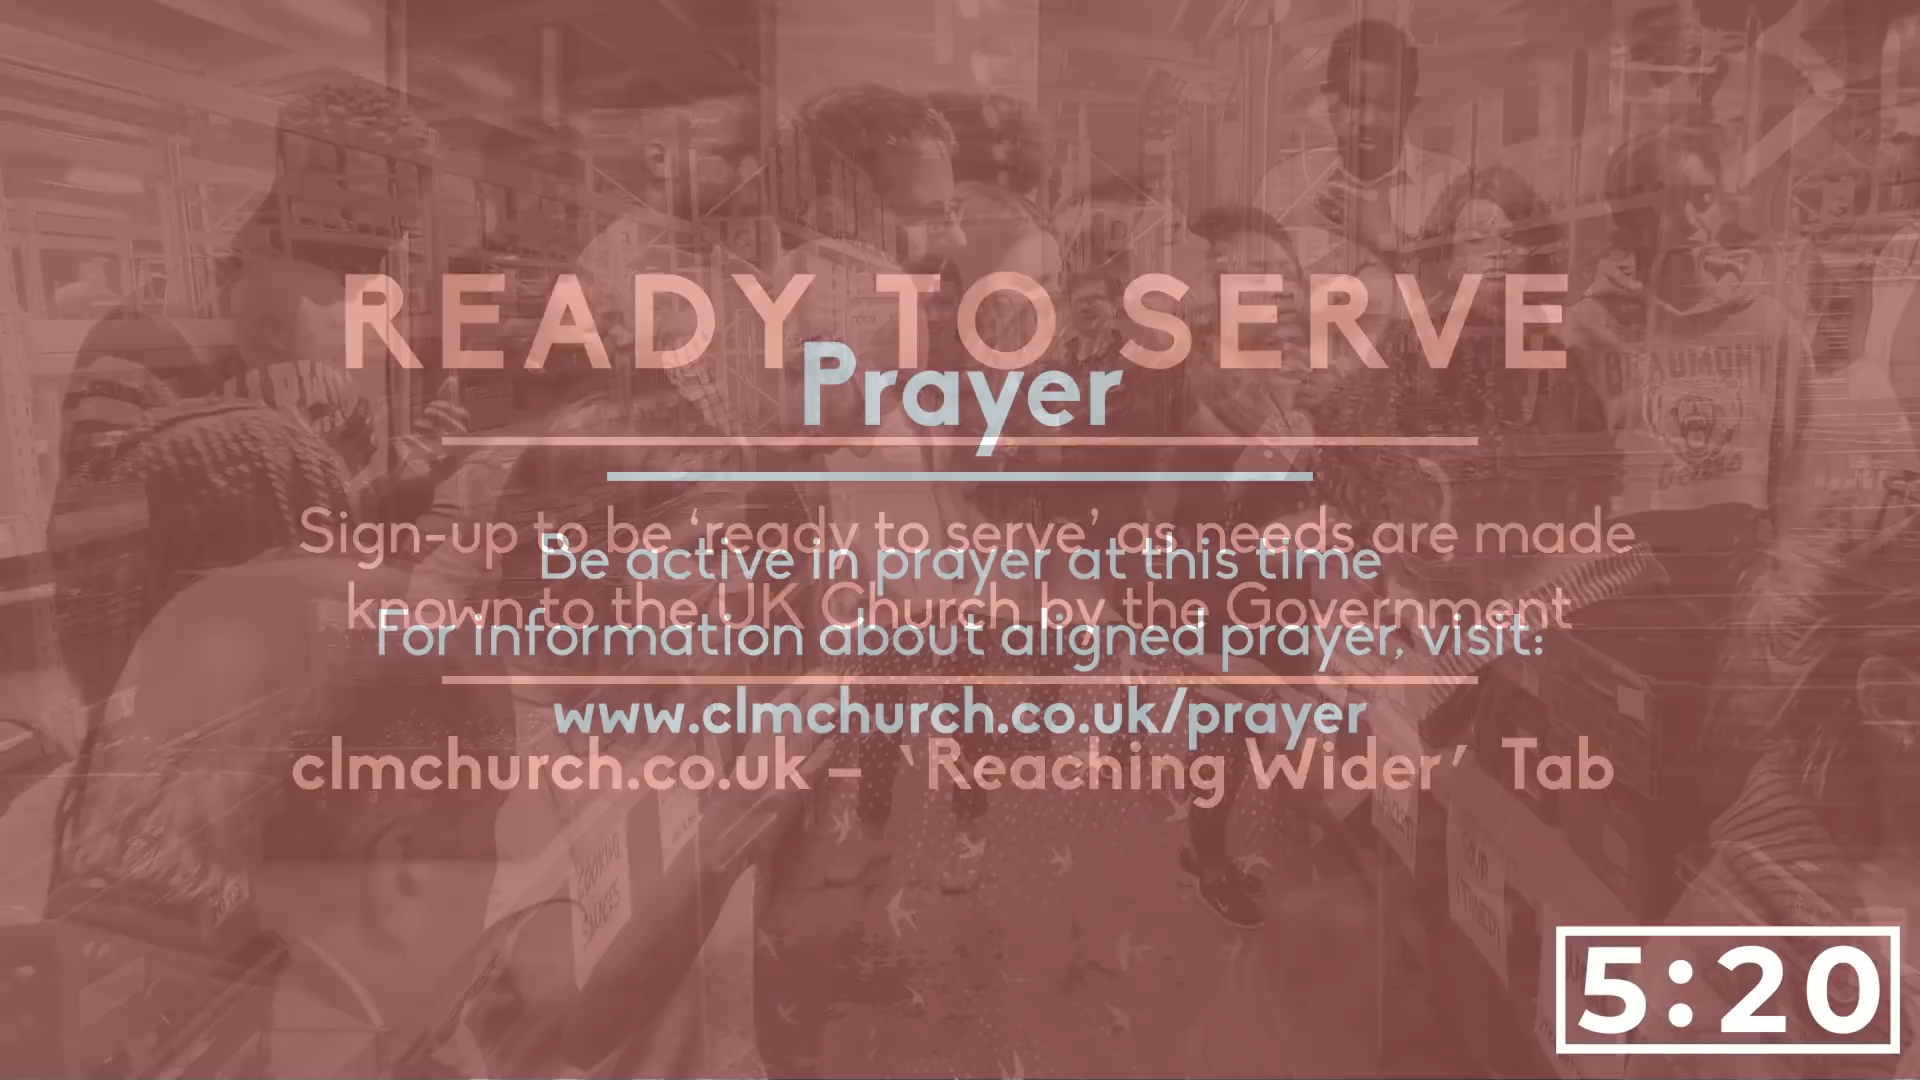 READY TO SERVE
Prayer
Sign-up to be ‘ready to serve’ as needs are made
Be active in prayer at this time
known to the UK Church by the Government
For information about aligned prayer, visit:
www.clmchurch.co.uk/prayer
clmchurch.co.uk – ‘Reaching Wider’ Tab
COOKING
SAUCES
5:20